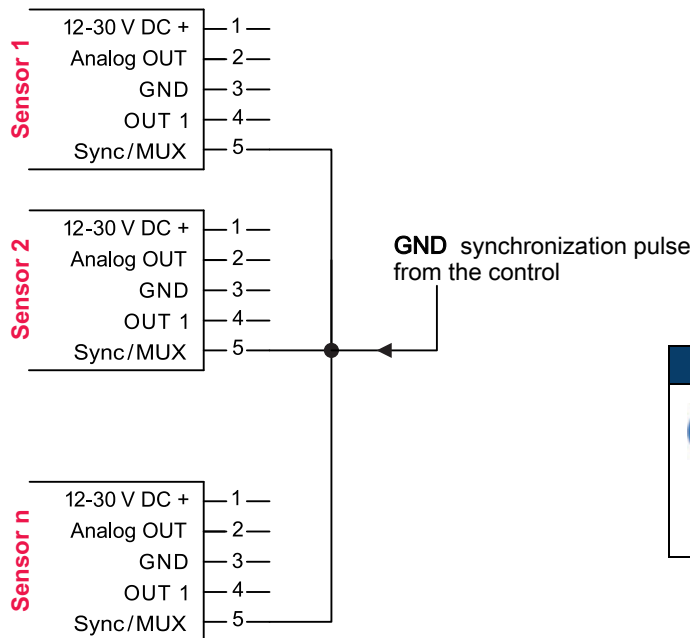 Sensor 1
12-30 V DC + 1
Analog OUT 2
GND 3
OUT 1 4
Sync/MUX 5
Sensor 2
12-30 V DC + 1
Analog OUT 2
GND 3
OUT 1 4
Sync/MUX 5
GND synchronization pulse
from the control
Sensor n
12-30 V DC + 1
Analog OUT 2
GND 3
OUT 1 4
Sync/MUX 5